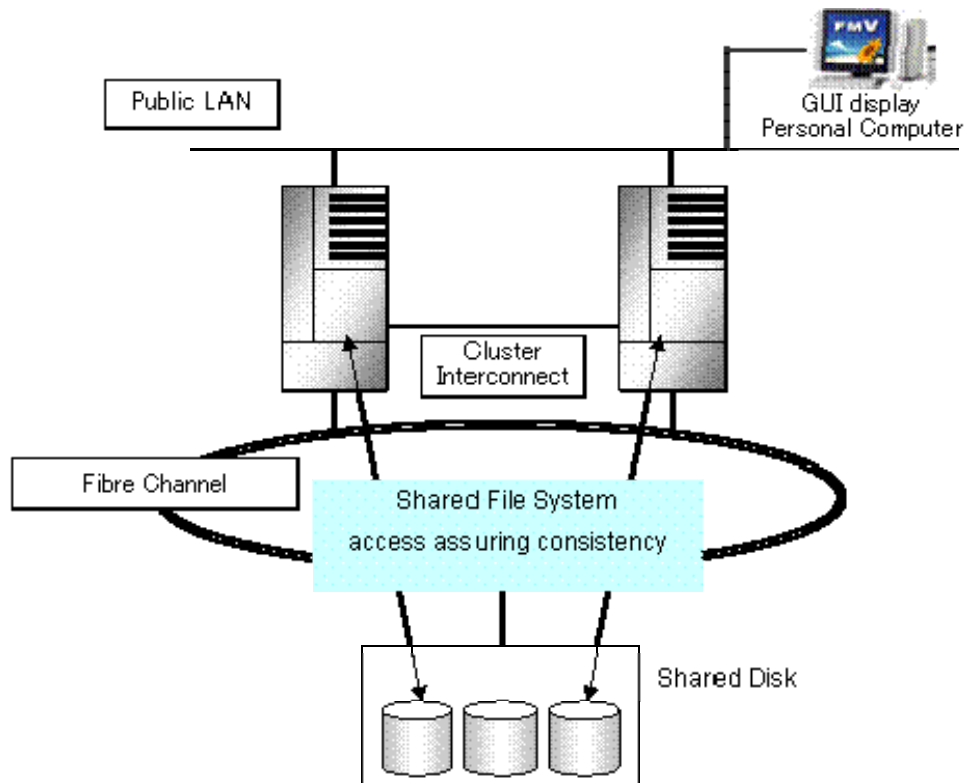 FMV
Public LAN
GUI display
Personal Computer
Cluster
Interconnect
Fibre Channel
Shared File System
access assuring consistency
Shared Disk